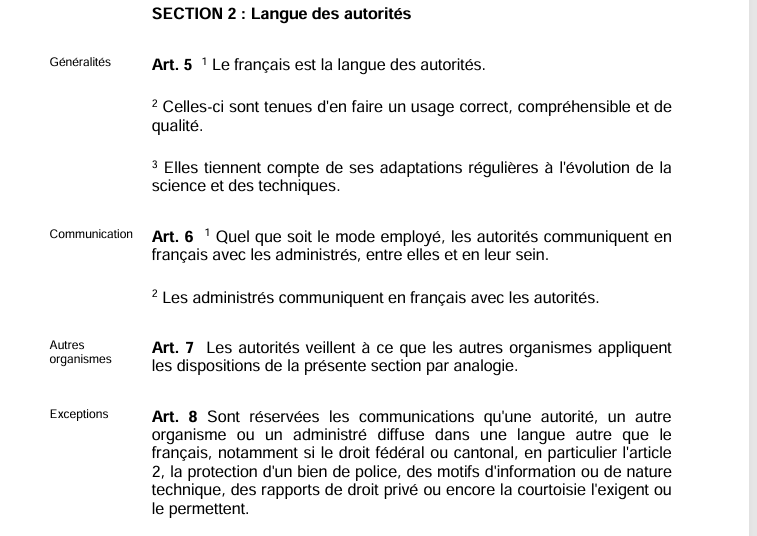 SECTION 2 : Langue des autorités
Généralités
Art. 5 ¹ Le français est la langue des autorités.
² Celles-ci sont tenues d'en faire un usage correct, compréhensible et de
qualité.
³ Elles tiennent compte de ses adaptations régulières à l'évolution de la
science et des techniques.
Communication
Art. 6 ¹ Quel que soit le mode employé, les autorités communiquent en
français avec les administrés, entre elles et en leur sein.
² Les administrés communiquent en français avec les autorités.
Autres
organismes
Art. 7 Les autorités veillent à ce que les autres organismes appliquent
les dispositions de la présente section par analogie.
Exceptions
Art. 8 Sont réservées les communications qu'une autorité, un autre
organisme ou un administré diffuse dans une langue autre que le
français, notamment si le droit fédéral ou cantonal, en particulier l'article
2, la protection d'un bien de police, des motifs d'information ou de nature
technique, des rapports de droit privé ou encore la courtoisie l'exigent ou
le permettent.